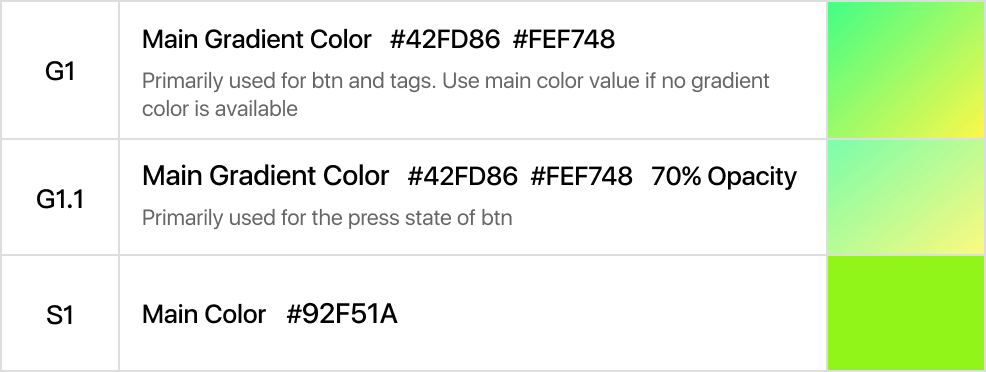 G1
Main Gradient Color #42FD86 #FEF748
Primarily used for btn and tags. Use main color value if no gradient
color is available
G1.1
Main Gradient Color #42FD86 #FEF748 70% Opacity
Primarily used for the press state of btn
S1
Main Color #92F51A